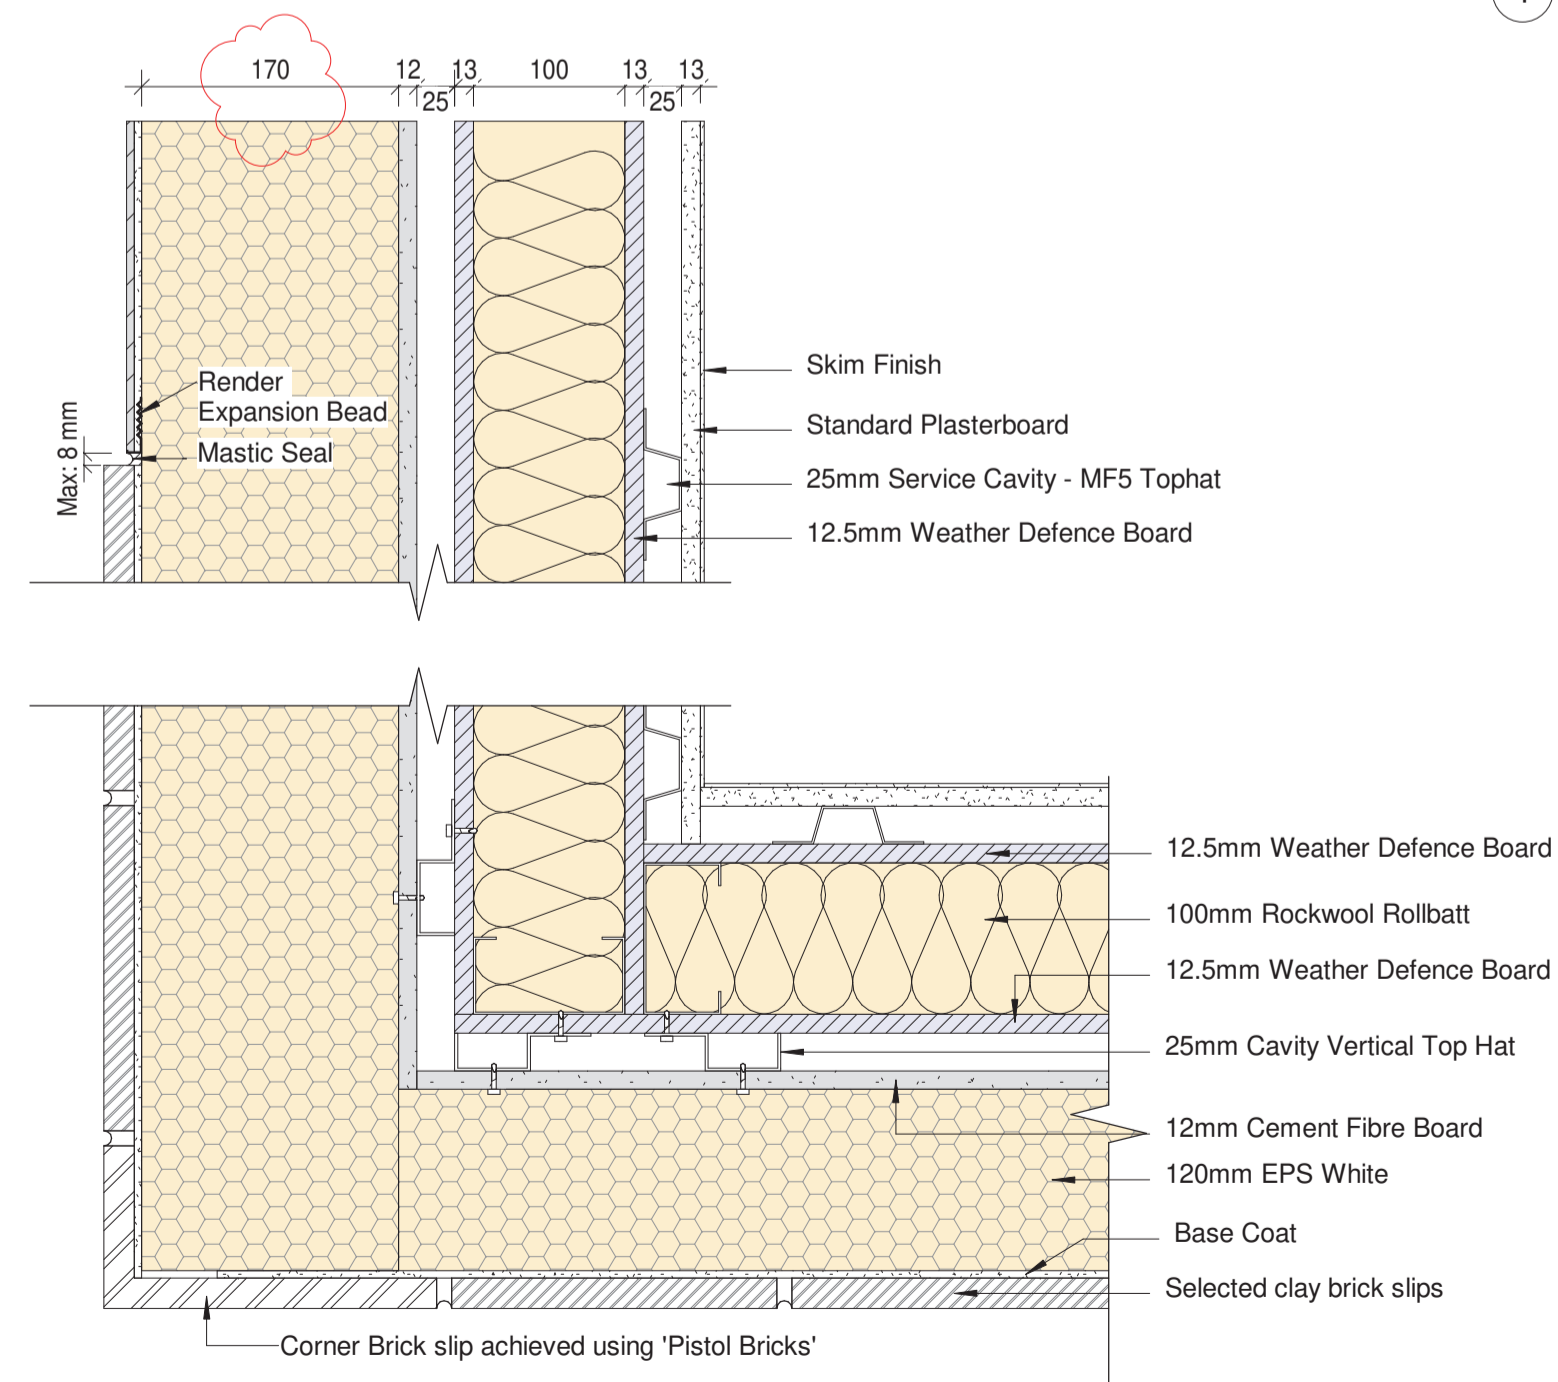 170
12
25
13
100
13
25
13
Render
Expansion Bead
Mastic Seal
Max: 8 mm
Skim Finish
Standard Plasterboard
25mm Service Cavity - MF5 Tophat
12.5mm Weather Defence Board
12.5mm Weather Defence Board
100mm Rockwool Rollbatt
12.5mm Weather Defence Board
25mm Cavity Vertical Top Hat
12mm Cement Fibre Board
120mm EPS White
Base Coat
Selected clay brick slips
Corner Brick slip achieved using 'Pistol Bricks'